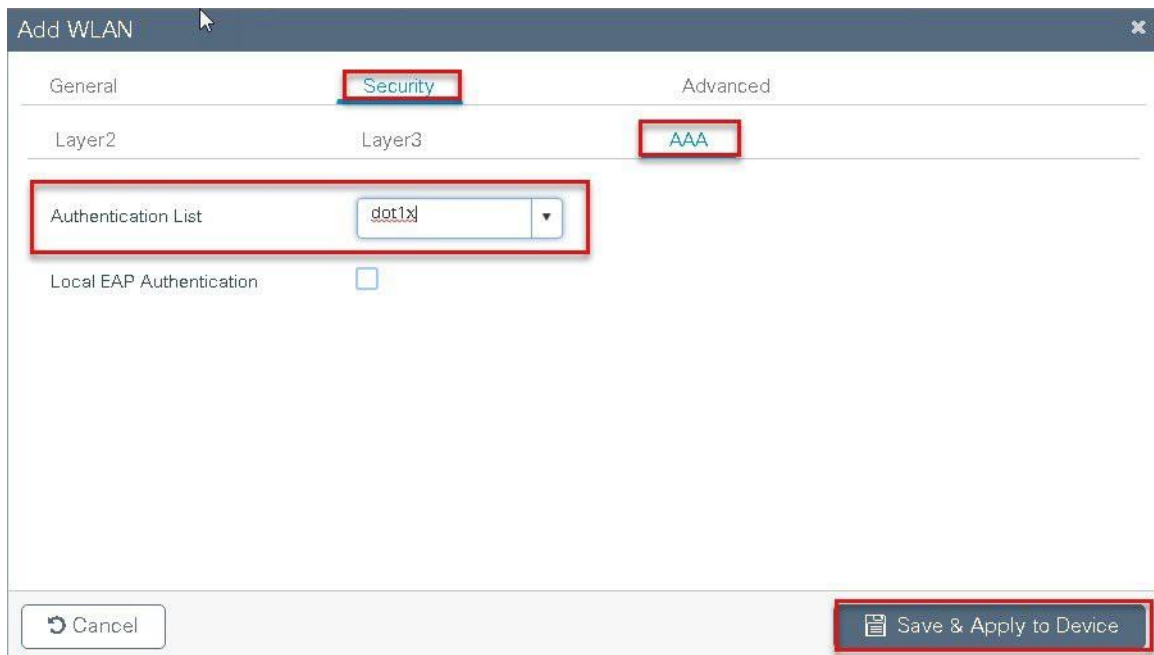 Add WLAN
General Security Advanced
Layer2 Layer3 AAA
Authentication List dot1x
Local EAP Authentication
Cancel Save & Apply to Device